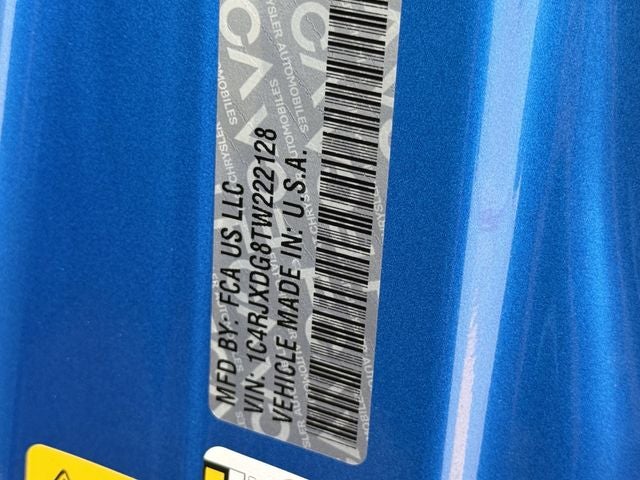 MFD BY: FCA US LLC
VIN: 1C4RJXDG8TW222128
VEHICLE MADE IN: U.S.A.